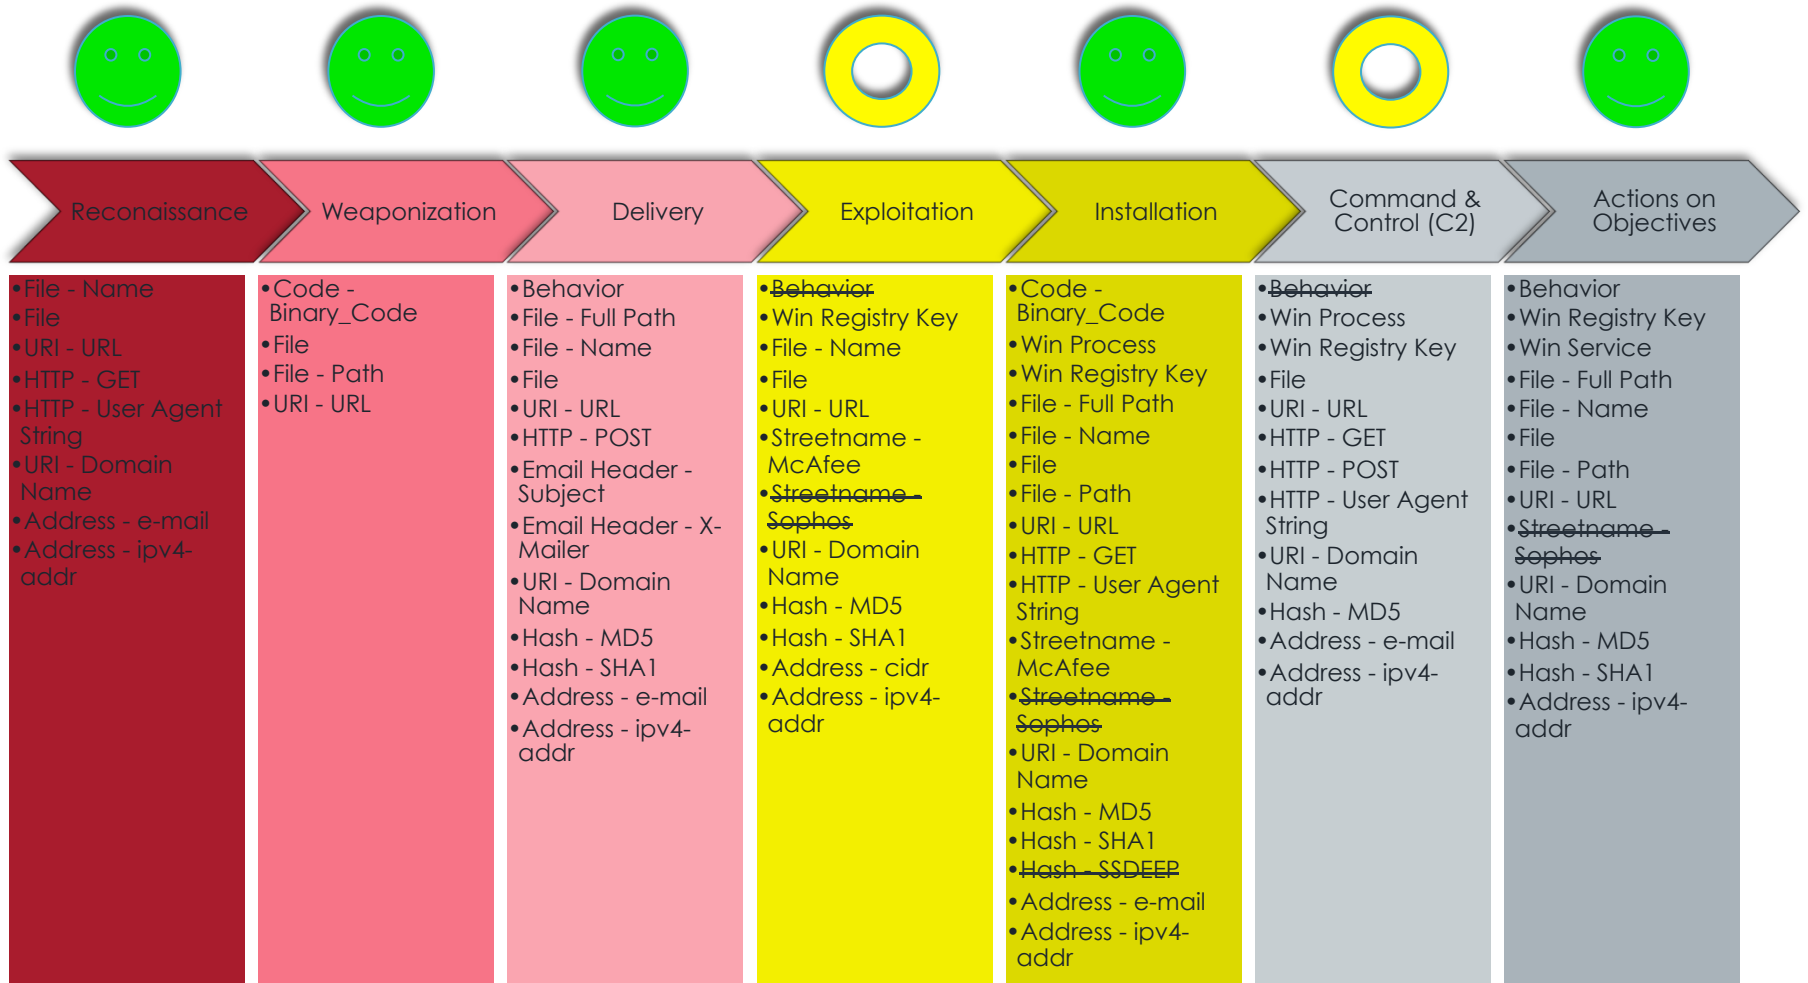 Reconaissance
Weaponization
Delivery
Exploitation
Installation
Command &
Control (C2)
Actions on
Objectives
•File - Name
•File
•URI - URL
•HTTP - GET
•HTTP - User Agent
String
•URI - Domain
Name
•Address - e-mail
•Address - ipv4-
addr
•Code -
Binary_Code
•File
•File - Path
•URI - URL
•Behavior
•File - Full Path
•File - Name
•File
•URI - URL
•HTTP - POST
•Email Header -
Subject
•Email Header - X-
Mailer
•URI - Domain
Name
•Hash - MD5
•Hash - SHA1
•Address - e-mail
•Address - ipv4-
addr
•Behavior
•Win Registry Key
•File - Name
•File
•URI - URL
•Streetname -
McAfee
•Streetname -
Sophos
•URI - Domain
Name
•Hash - MD5
•Hash - SHA1
•Address - cidr
•Address - ipv4-
addr
•Code -
Binary_Code
•Win Process
•Win Registry Key
•File - Full Path
•File - Name
•File
•File - Path
•URI - URL
•HTTP - GET
•HTTP - User Agent
String
•Streetname -
McAfee
•Streetname -
Sophos
•URI - Domain
Name
•Hash - MD5
•Hash - SHA1
•Hash - SSDEEP
•Address - e-mail
•Address - ipv4-
addr
•Behavior
•Win Process
•Win Registry Key
•File
•URI - URL
•HTTP - GET
•HTTP - POST
•HTTP - User Agent
String
•URI - Domain
Name
•Hash - MD5
•Address - e-mail
•Address - ipv4-
addr
•Behavior
•Win Registry Key
•Win Service
•File - Full Path
•File - Name
•File
•File - Path
•URI - URL
•Streetname -
Sophos
•URI - Domain
Name
•Hash - MD5
•Hash - SHA1
•Address - ipv4-
addr